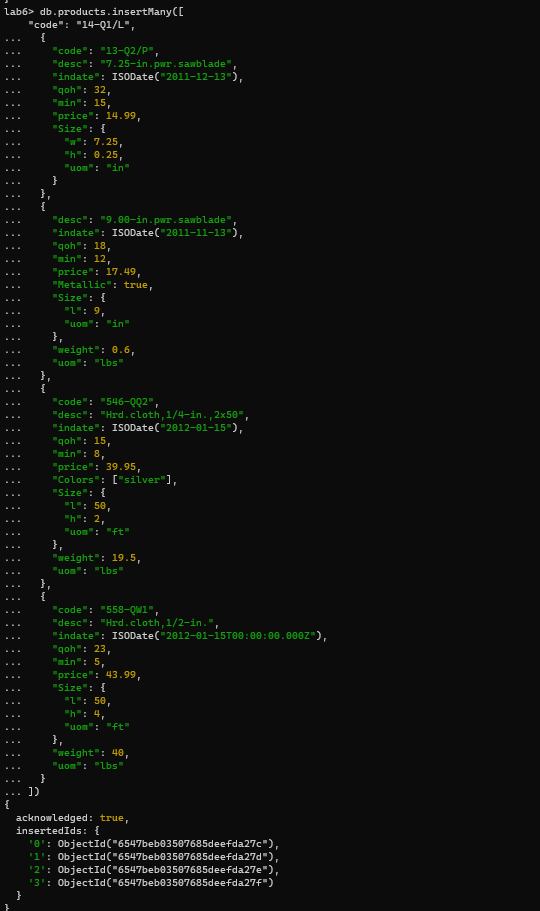 lab6> db.products.insertMany([
    "code": "14-Q1/L",
...   {
...     "code": "13-Q2/P",
...     "desc": "7.25-in.pwr.sawblade",
...     "indate": ISODate("2011-12-13"),
...     "qoh": 32,
...     "min": 15,
...     "price": 14.99,
...     "Size": {
...       "w": 7.25,
...       "h": 0.25,
...       "uom": "in"
...     }
...   },
...   {
...     "desc": "9.00-in.pwr.sawblade",
...     "indate": ISODate("2011-11-13"),
...     "qoh": 18,
...     "min": 12,
...     "price": 17.49,
...     "Metallic": true,
...     "Size": {
...       "l": 9,
...       "uom": "in"
...     },
...     "weight": 0.6,
...     "uom": "lbs"
...   },
...   {
...     "code": "546-QQ2",
...     "desc": "Hrd.cloth,1/4-in.,2x50",
...     "indate": ISODate("2012-01-15"),
...     "qoh": 15,
...     "min": 8,
...     "price": 39.95,
...     "Colors": ["silver"],
...     "Size": {
...       "l": 50,
...       "h": 2,
...       "uom": "ft"
...     },
...     "weight": 19.5,
...     "uom": "lbs"
...   },
...   {
...     "code": "558-QW1",
...     "desc": "Hrd.cloth,1/2-in.",
...     "indate": ISODate("2012-01-15T00:00:00.000Z"),
...     "qoh": 23,
...     "min": 5,
...     "price": 43.99,
...     "Size": {
...       "l": 50,
...       "h": 4,
...       "uom": "ft"
...     },
...     "weight": 40,
...     "uom": "lbs"
...   }
... ])
{
  acknowledged: true,
  insertedIds: {
    '0': ObjectId("6547beb03507685deefda27c"),
    '1': ObjectId("6547beb03507685deefda27d"),
    '2': ObjectId("6547beb03507685deefda27e"),
    '3': ObjectId("6547beb03507685deefda27f")
  }
}